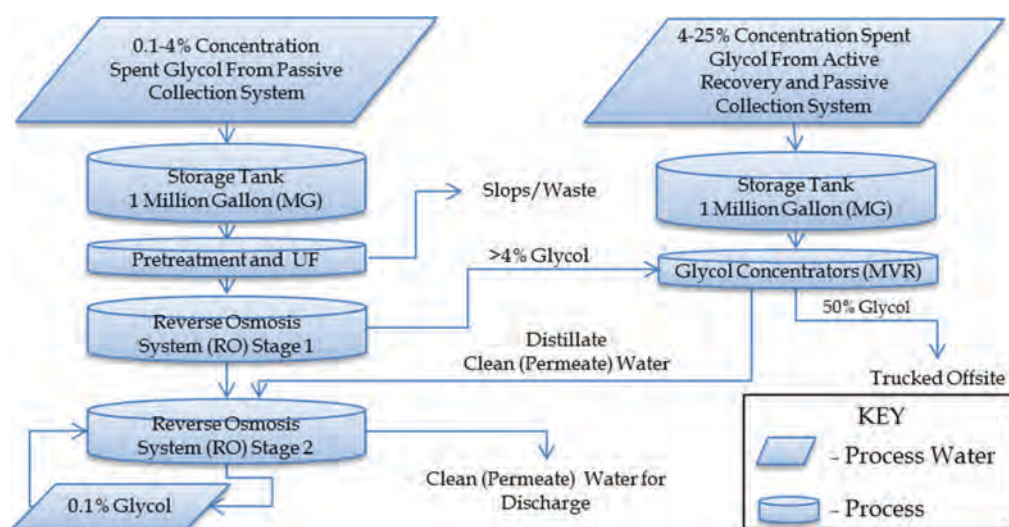 0.1-4% Concentration
Spent Glycol From Passive
Collection System
4-25% Concentration Spent
Glycol From Active
Recovery and Passive
Collection System
Storage Tank
1 Million Gallon (MG)
Slops/Waste
Storage Tank
1 Million Gallon (MG)
Pretreatment and UF
>4% Glycol
Glycol Concentrators (MVR)
50% Glycol
Reverse Osmosis
System (RO) Stage 1
Distillate
Clean (Permeate) Water
Trucked Offsite
Reverse Osmosis
System (RO) Stage 2
Clean (Permeate) Water for
Discharge
0.1% Glycol
KEY
- Process Water
- Process